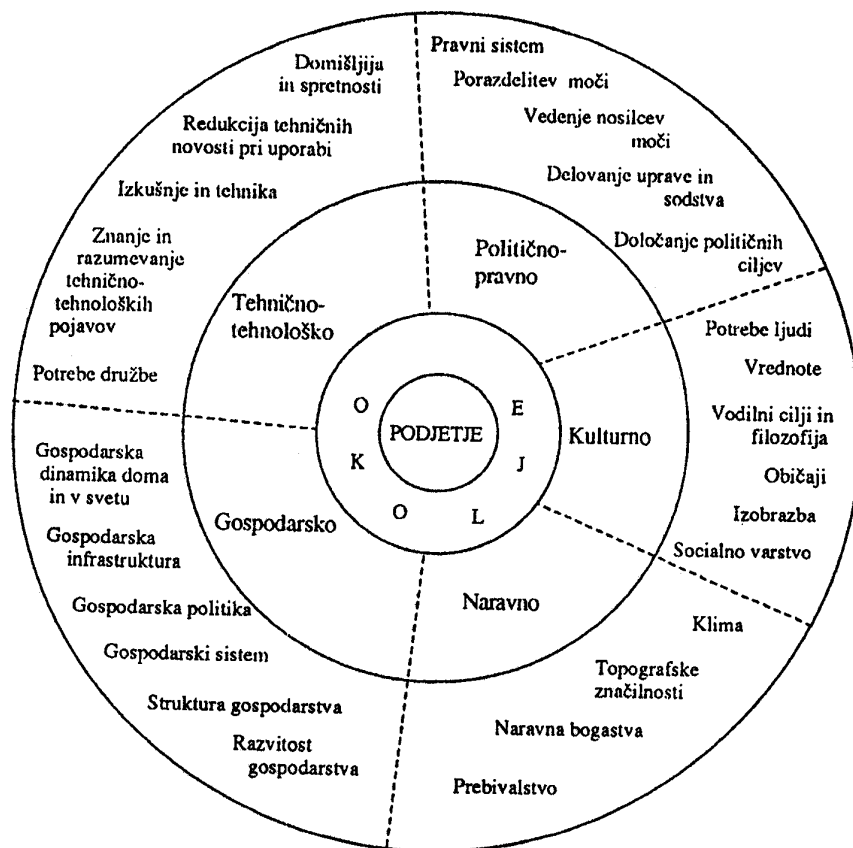 Domišljija
in spretnosti
Redukcija tehničnih
novosti pri uporabi
Izkušnje in tehnika
Znanje in
razumevanje
tehnično-
tehnoloških
pojavov
Potrebe družbe
Pravni sistem
Porazdelitev moči
Vedenje nosilcev
moči
Delovanje uprave in
sodstva
Določanje političnih
ciljev
Potrebe ljudi
Vrednote
Vodilni cilji in
filozofija
Običaji
Izobrazba
Socialno varstvo
Klima
Topografske
značilnosti
Naravna bogastva
Prebivalstvo
Gospodarska
dinamika doma
in v svetu
Gospodarska
infrastruktura
Gospodarska politika
Gospodarski sistem
Struktura gospodarstva
Razvitost
gospodarstva
Tehnično-
tehnološko
Politično-
pravno
Kulturno
Naravno
Gospodarsko
O K O L J E
PODJETJE